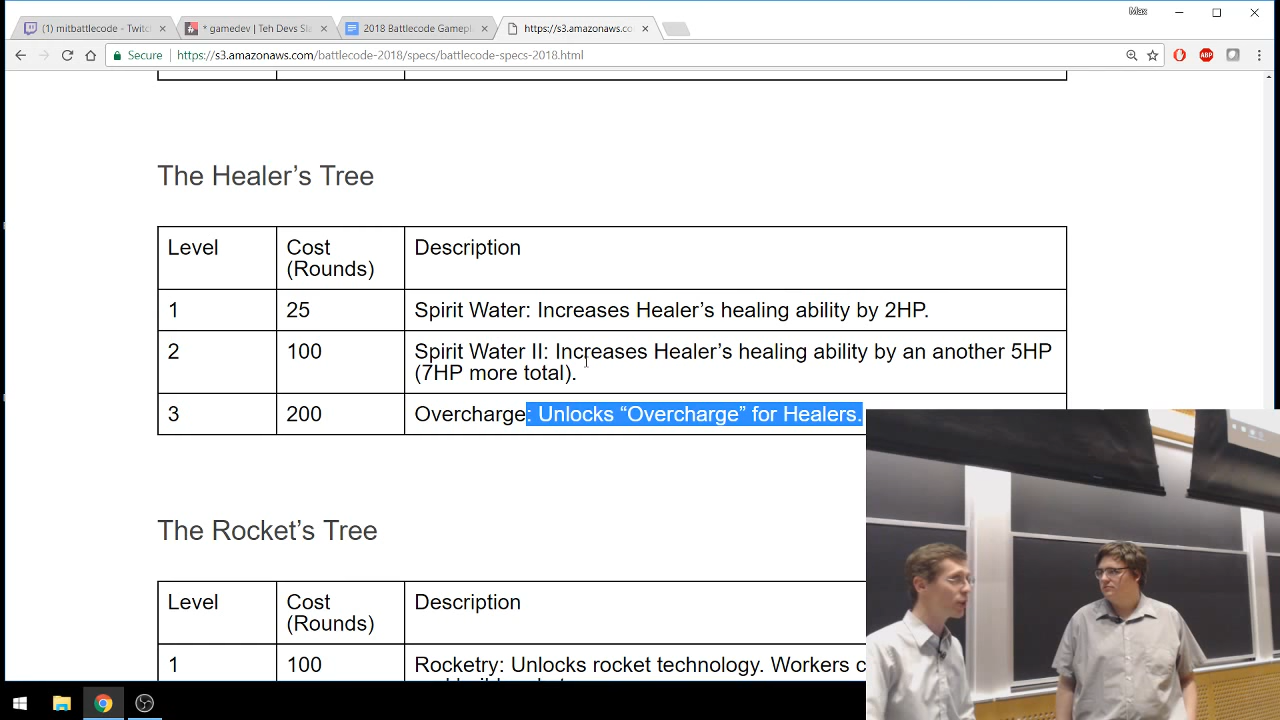 Max
(1) mitbattlecode - Twitch
* gamedev | Teh Devs Sla
2018 Battlecode Gamepl
https://s3.amazonaws.co
Secure
https://s3.amazonaws.com/battlecode-2018/specs/battlecode-specs-2018.html
ABP
The Healer’s Tree
Level
Cost
(Rounds)
Description
1
25
Spirit Water: Increases Healer’s healing ability by 2HP.
2
100
Spirit Water II: Increases Healer’s healing ability by an another 5HP
(7HP more total).
3
200
Overcharge: Unlocks “Overcharge” for Healers.
The Rocket’s Tree
Level
Cost
(Rounds)
Description
1
100
Rocketry: Unlocks rocket technology. Workers c